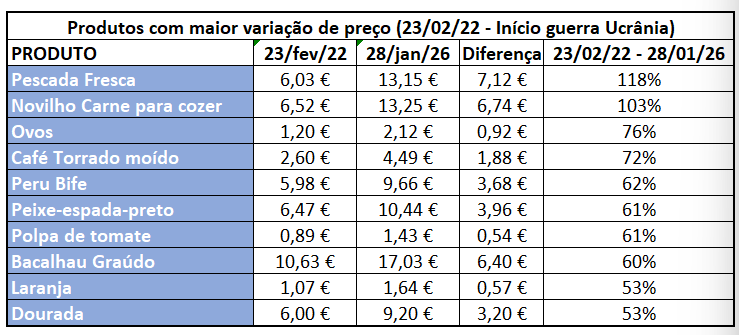 Produtos com maior variação de preço (23/02/22 - Início guerra Ucrânia)
PRODUTO 23/fev/22 28/jan/26 Diferença 23/02/22 - 28/01/26
Pescada Fresca 6,03 € 13,15 € 7,12 € 118%
Novilho Carne para cozer 6,52 € 13,25 € 6,74 € 103%
Ovos 1,20 € 2,12 € 0,92 € 76%
Café Torrado moído 2,60 € 4,49 € 1,88 € 72%
Peru Bife 5,98 € 9,66 € 3,68 € 62%
Peixe-espada-preto 6,47 € 10,44 € 3,96 € 61%
Polpa de tomate 0,89 € 1,43 € 0,54 € 61%
Bacalhau Graúdo 10,63 € 17,03 € 6,40 € 60%
Laranja 1,07 € 1,64 € 0,57 € 53%
Dourada 6,00 € 9,20 € 3,20 € 53%